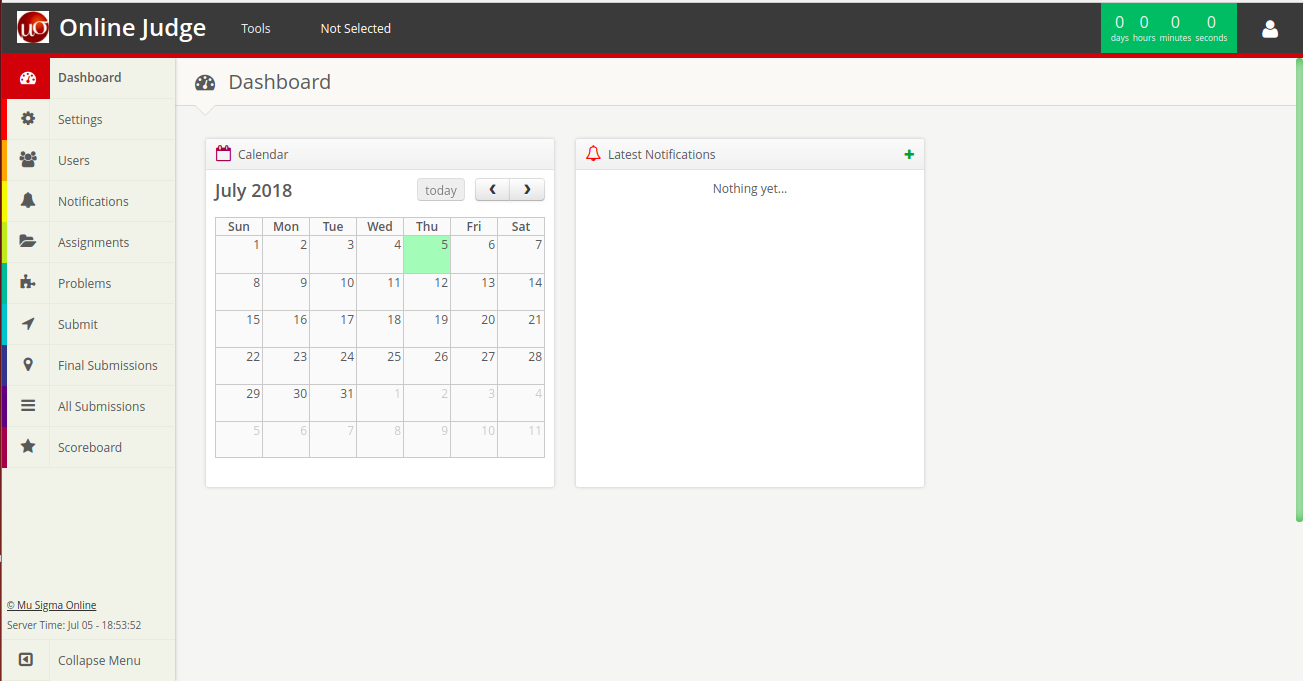 uσ Online Judge Tools Not Selected 0 0 0 0
days hours minutes seconds
Dashboard
Settings
Users
Notifications
Assignments
Problems
Submit
Final Submissions
All Submissions
Scoreboard
© Mu Sigma Online
Server Time: Jul 05 - 18:53:52
Collapse Menu
Dashboard
Calendar
July 2018 today
Sun Mon Tue Wed Thu Fri Sat
1 2 3 4 5 6 7
8 9 10 11 12 13 14
15 16 17 18 19 20 21
22 23 24 25 26 27 28
29 30 31 1 2 3 4
5 6 7 8 9 10 11
Latest Notifications
Nothing yet...